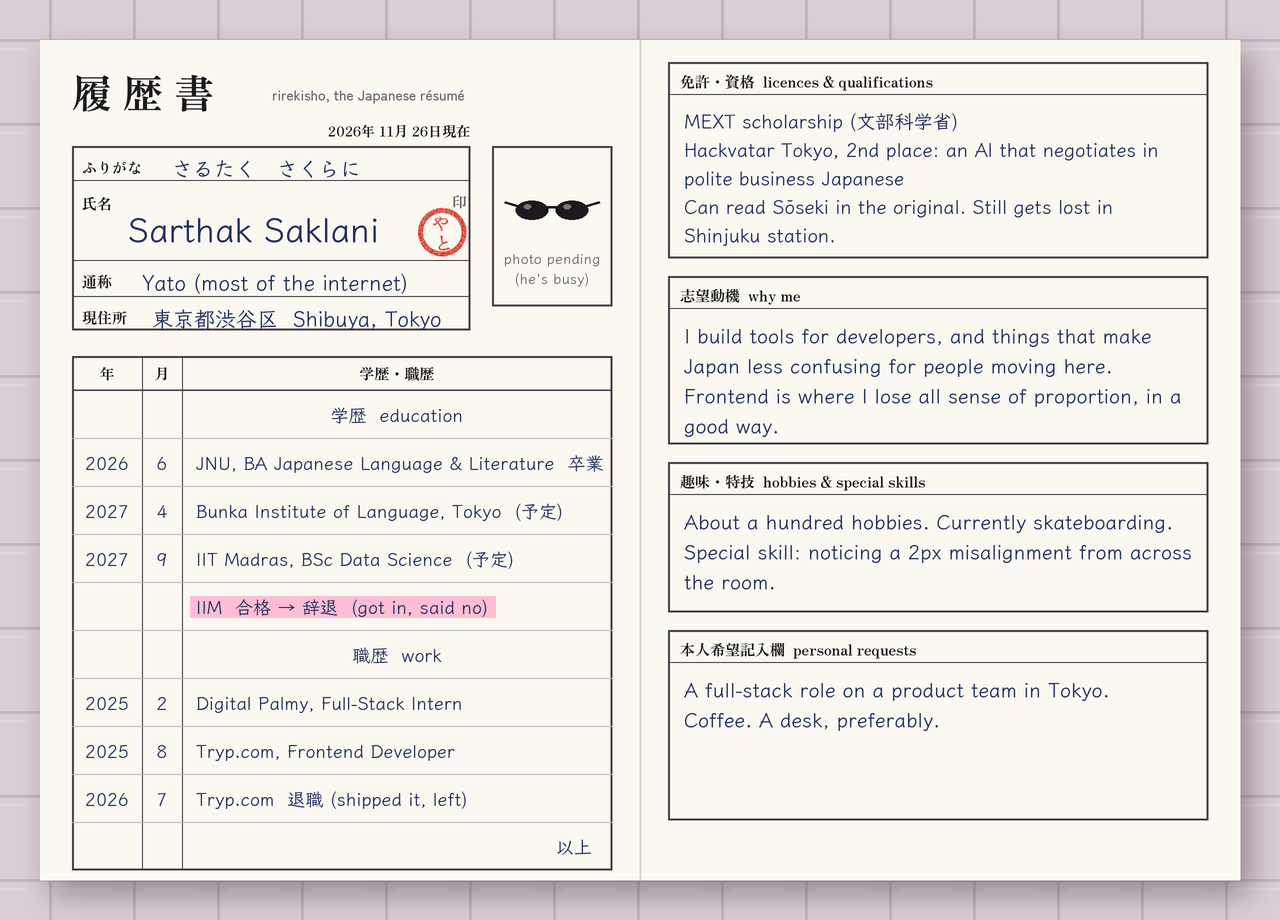 履歴書
rirekisho, the Japanese résumé
2026年 11月 26日現在
ふりがな さるたく さくらに
氏名 印
Sarthak Saklani やと
通称 Yato (most of the internet)
現住所 東京都渋谷区 Shibuya, Tokyo
photo pending
(he's busy)
年 月 学歴・職歴
学歴 education
2026 6 JNU, BA Japanese Language & Literature 卒業
2027 4 Bunka Institute of Language, Tokyo (予定)
2027 9 IIT Madras, BSc Data Science (予定)
IIM 合格 → 辞退 (got in, said no)
職歴 work
2025 2 Digital Palmy, Full-Stack Intern
2025 8 Tryp.com, Frontend Developer
2026 7 Tryp.com 退職 (shipped it, left)
以上
免許・資格 licences & qualifications
MEXT scholarship (文部科学省)
Hackvatar Tokyo, 2nd place: an AI that negotiates in
polite business Japanese
Can read Sōseki in the original. Still gets lost in
Shinjuku station.
志望動機 why me
I build tools for developers, and things that make
Japan less confusing for people moving here.
Frontend is where I lose all sense of proportion, in a
good way.
趣味・特技 hobbies & special skills
About a hundred hobbies. Currently skateboarding.
Special skill: noticing a 2px misalignment from across
the room.
本人希望記入欄 personal requests
A full-stack role on a product team in Tokyo.
Coffee. A desk, preferably.